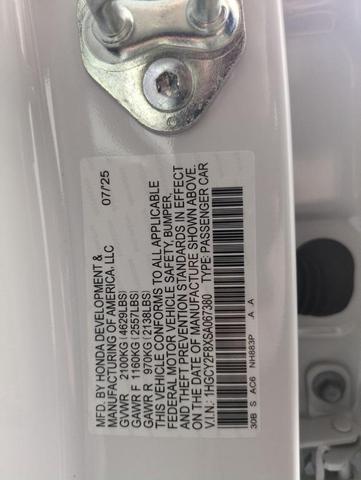 MFD. BY HONDA DEVELOPMENT & 07/'25
MANUFACTURING OF AMERICA, LLC
GVWR 2100KG (4629LBS)
GAWR F 1160KG (2557LBS)
GAWR R 970KG (2138LBS)
THIS VEHICLE CONFORMS TO ALL APPLICABLE
FEDERAL MOTOR VEHICLE SAFETY, BUMPER,
AND THEFT PREVENTION STANDARDS IN EFFECT
ON THE DATE OF MANUFACTURE SHOWN ABOVE.
V.I.N.: 1HGCY2F8XSA067380 TYPE: PASSENGER CAR
30B S AC6 NH883P A A